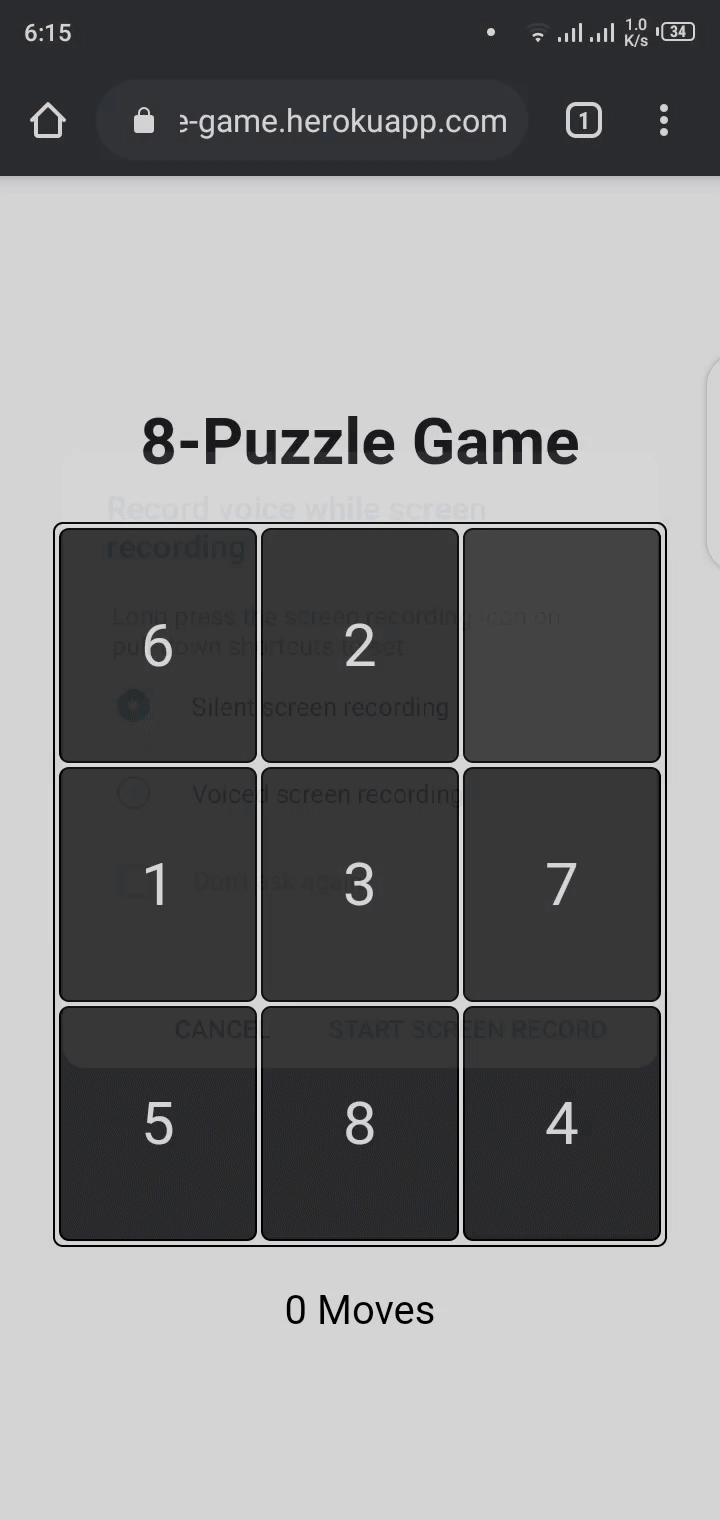 6:15
1.0
K/s
34
e-game.herokuapp.com
1
8-Puzzle Game
Record voice while screen
recording
Long press the screen recording icon on
pull down shortcuts to set
6 2
Silent screen recording
Voiced screen recording
1 3 7
Don't ask again
CANCEL START SCREEN RECORD
5 8 4
0 Moves